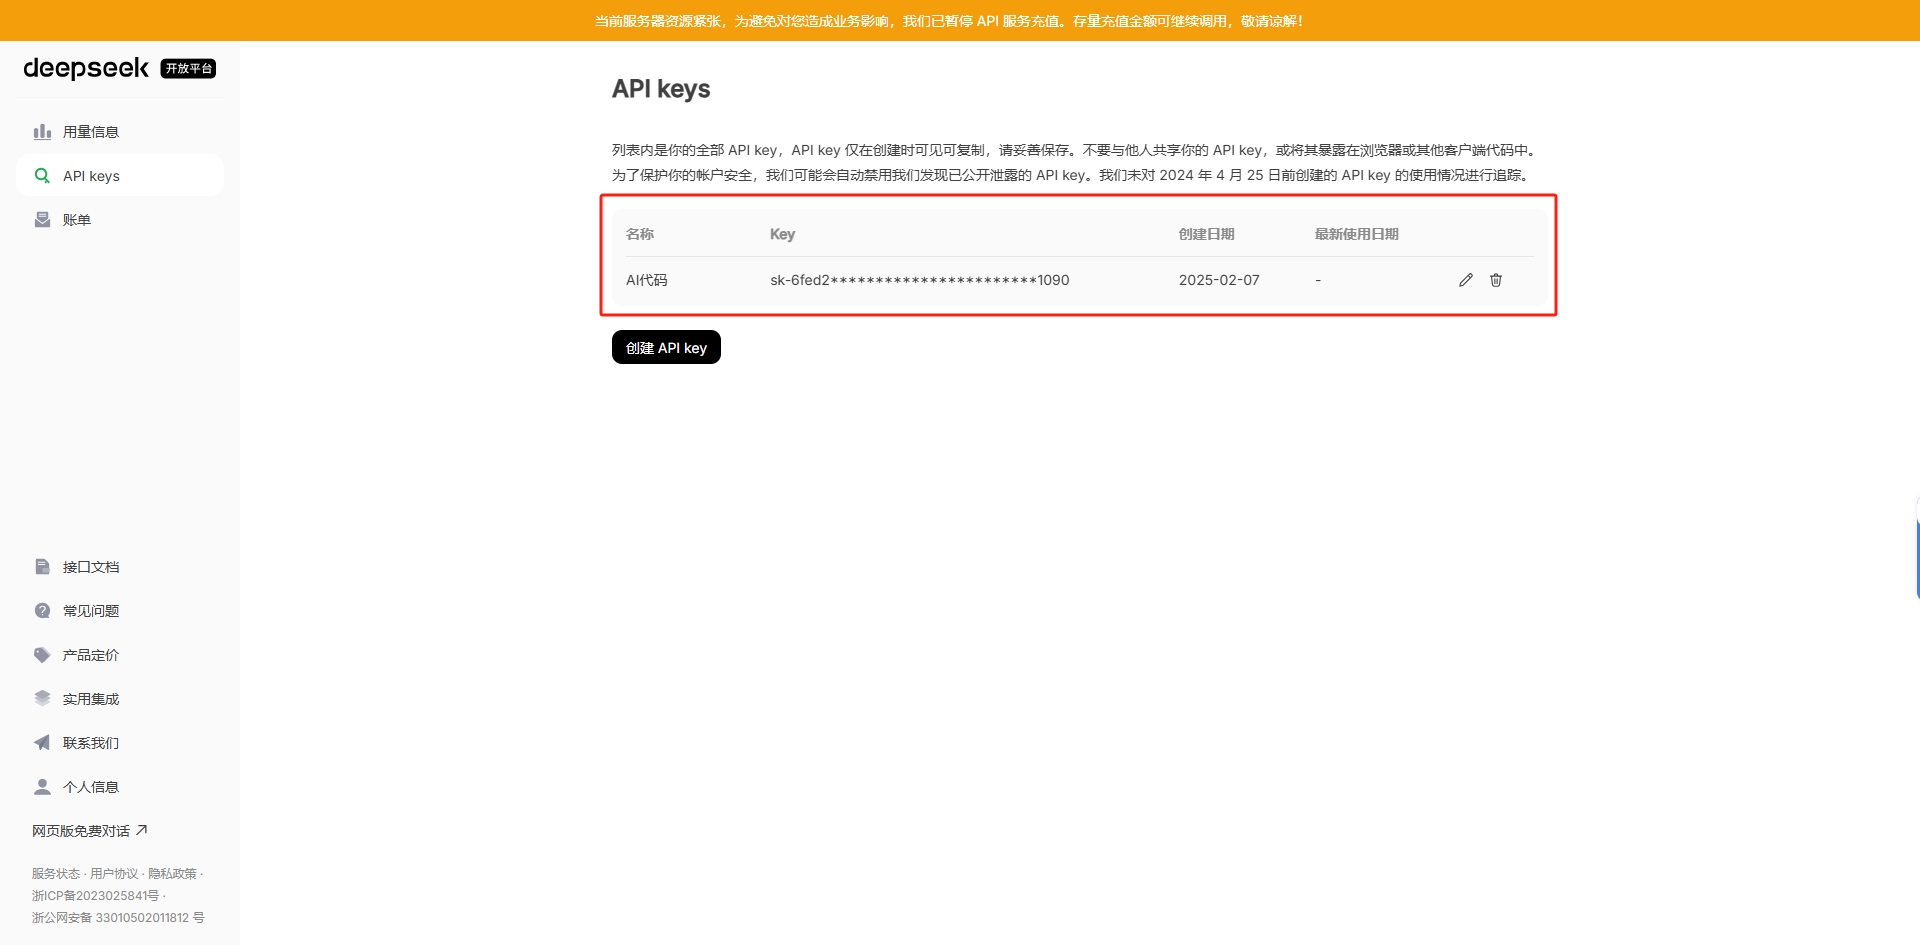 当前服务器资源紧张，为避免对您造成业务影响，我们已暂停 API 服务充值。存量充值金额可继续调用，敬请谅解！
deepseek 开放平台
用量信息
API keys
账单
接口文档
常见问题
产品定价
实用集成
联系我们
个人信息
网页版免费对话
服务状态 · 用户协议 · 隐私政策 ·
浙ICP备2023025841号 ·
浙公网安备 33010502011812 号
API keys
列表内是你的全部 API key，API key 仅在创建时可见可复制，请妥善保存。不要与他人共享你的 API key，或将其暴露在浏览器或其他客户端代码中。
为了保护你的帐户安全，我们可能会自动禁用我们发现已公开泄露的 API key。我们未对 2024 年 4 月 25 日前创建的 API key 的使用情况进行追踪。
名称 Key 创建日期 最新使用日期
AI代码 sk-6fed2***********************1090 2025-02-07 -
创建 API key